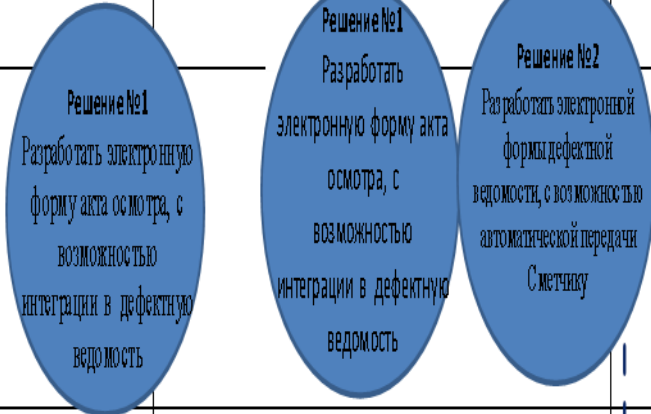 Решение №1
Разработать электронную
форму акта осмотра, с
возможностью
интеграции в дефектную
ведомость
Решение №1
Разработать
электронную форму акта
осмотра, с
возможностью
интеграции в дефектную
ведомость
Решение №2
Разработать электронной
формы дефектной
ведомости, с возможностью
автоматической передачи
Сметчику